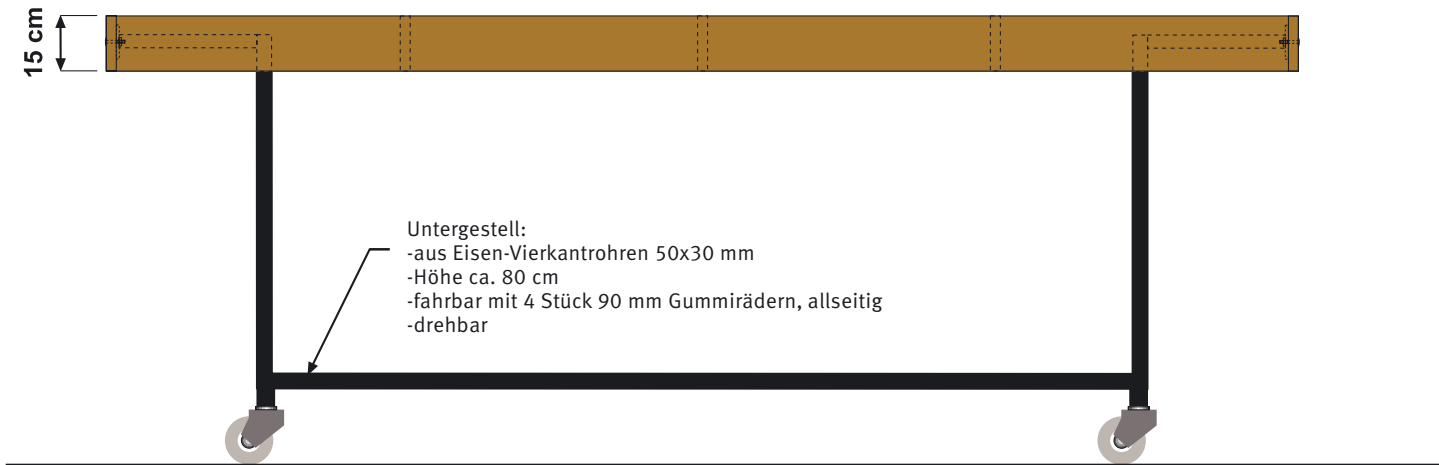 15 cm
Untergestell:
-aus Eisen-Vierkantrohren 50x30 mm
-Höhe ca. 80 cm
-fahrbar mit 4 Stück 90 mm Gummirädern, allseitig
-drehbar